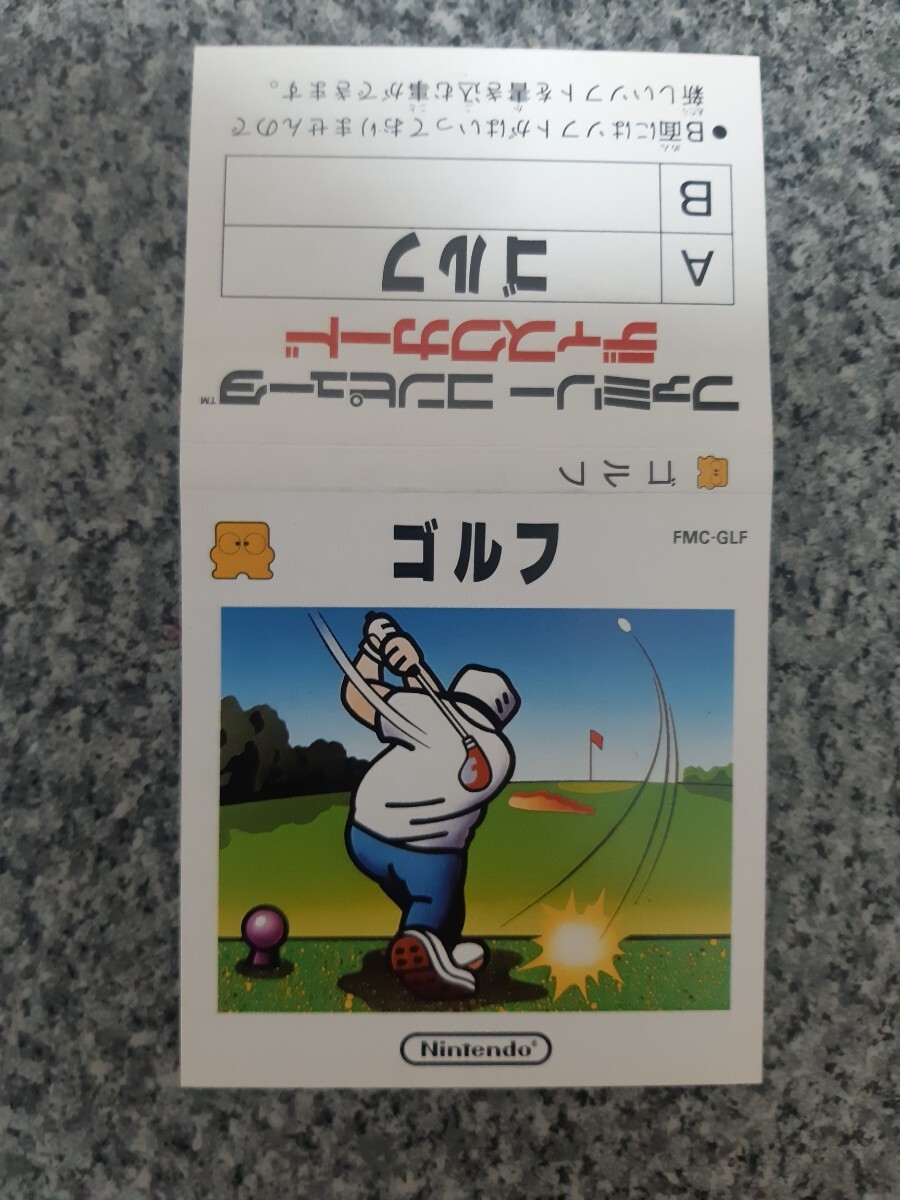 ゴルフ
FMC-GLF
Nintendo®
ゴルフ
ファミリー コンピュータ™
ディスクカード
A ゴルフ
B
●B面にはソフトがはいっておりませんので
新しいソフトを書き込む事ができます。